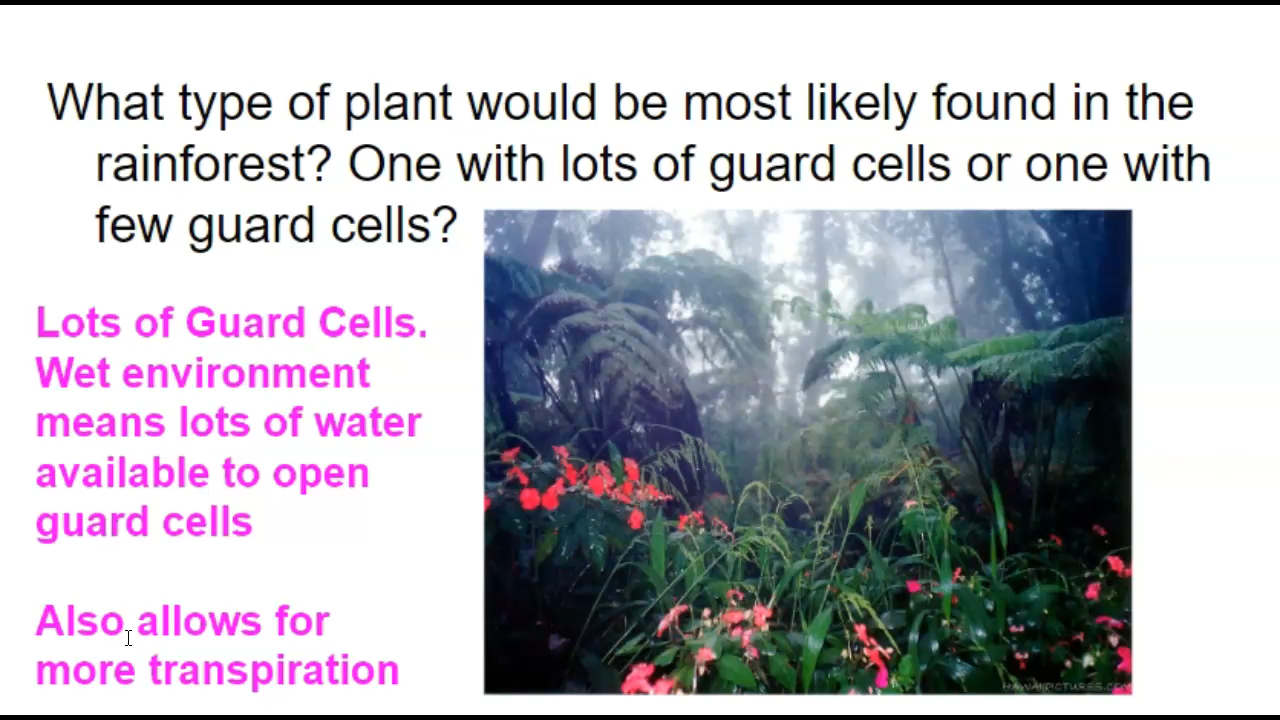 What type of plant would be most likely found in the
rainforest? One with lots of guard cells or one with
few guard cells?
Lots of Guard Cells.
Wet environment
means lots of water
available to open
guard cells
Also allows for
more transpiration
HAWAIIPICTURES.COM